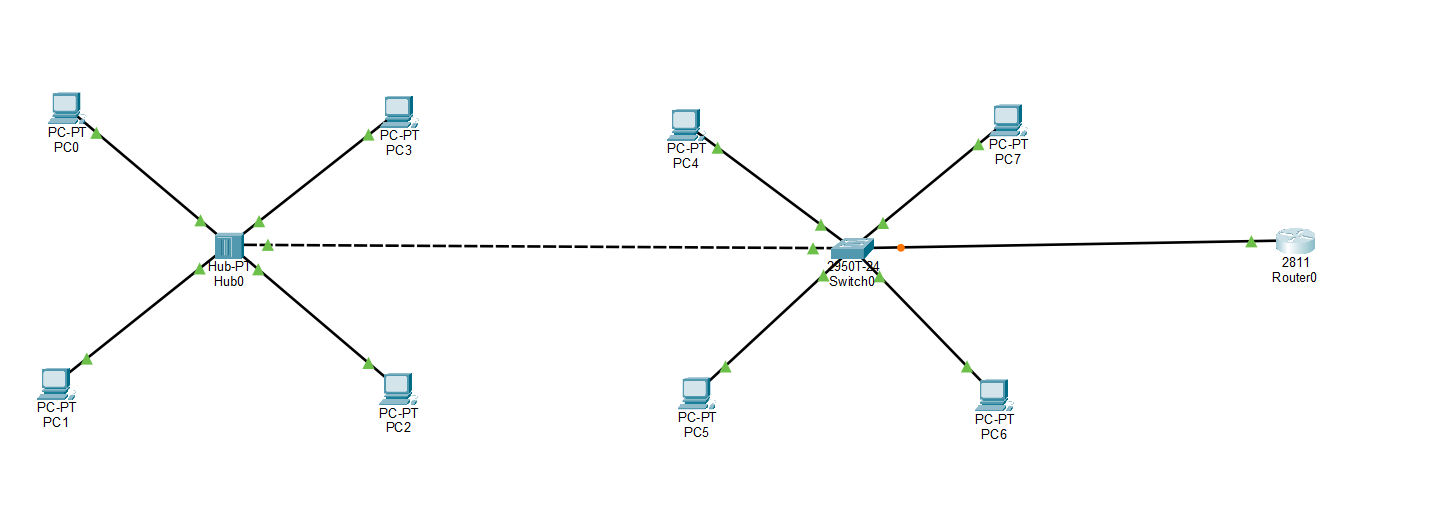 PC-PT
PC0
PC-PT
PC3
PC-PT
PC4
PC-PT
PC7
Hub-PT
Hub0
2950T-24
Switch0
2811
Router0
PC-PT
PC1
PC-PT
PC2
PC-PT
PC5
PC-PT
PC6